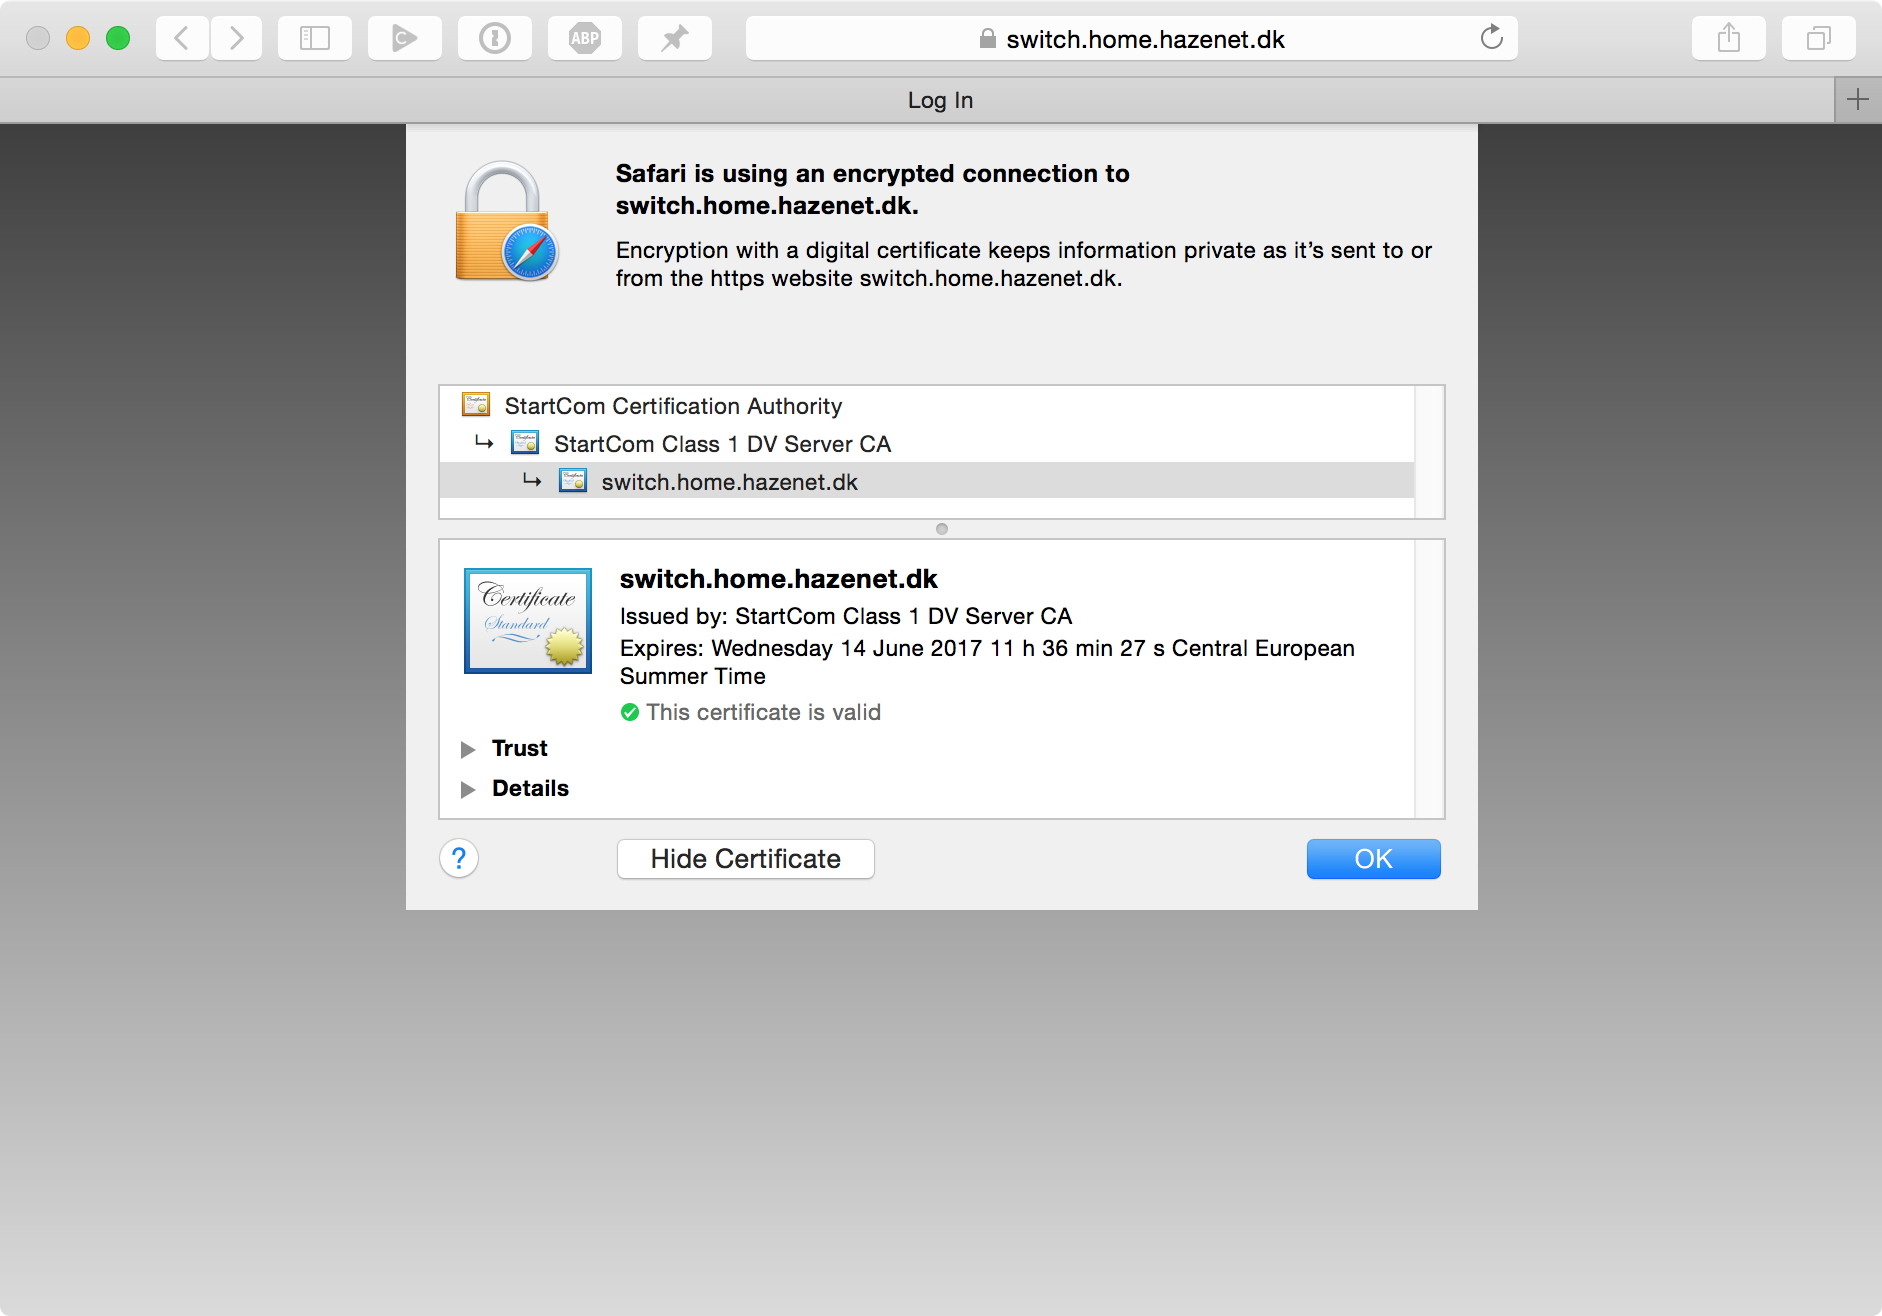 ABP
switch.home.hazenet.dk
Log In
Safari is using an encrypted connection to
switch.home.hazenet.dk.
Encryption with a digital certificate keeps information private as it’s sent to or
from the https website switch.home.hazenet.dk.
StartCom Certification Authority
StartCom Class 1 DV Server CA
switch.home.hazenet.dk
Certificate
Standard
switch.home.hazenet.dk
Issued by: StartCom Class 1 DV Server CA
Expires: Wednesday 14 June 2017 11 h 36 min 27 s Central European
Summer Time
This certificate is valid
Trust
Details
?
Hide Certificate
OK